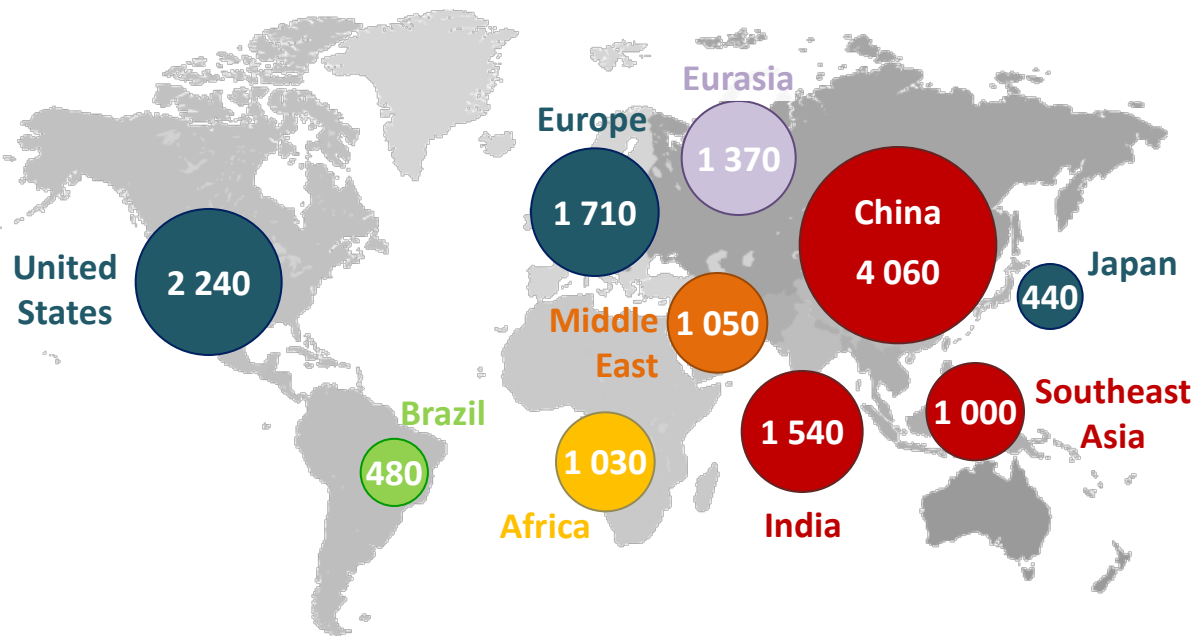 Eurasia
1 370
Europe
1 710
China
4 060
United
States
2 240
Japan
440
Middle
East
1 050
Brazil
480
Southeast
Asia
1 000
India
1 540
Africa
1 030